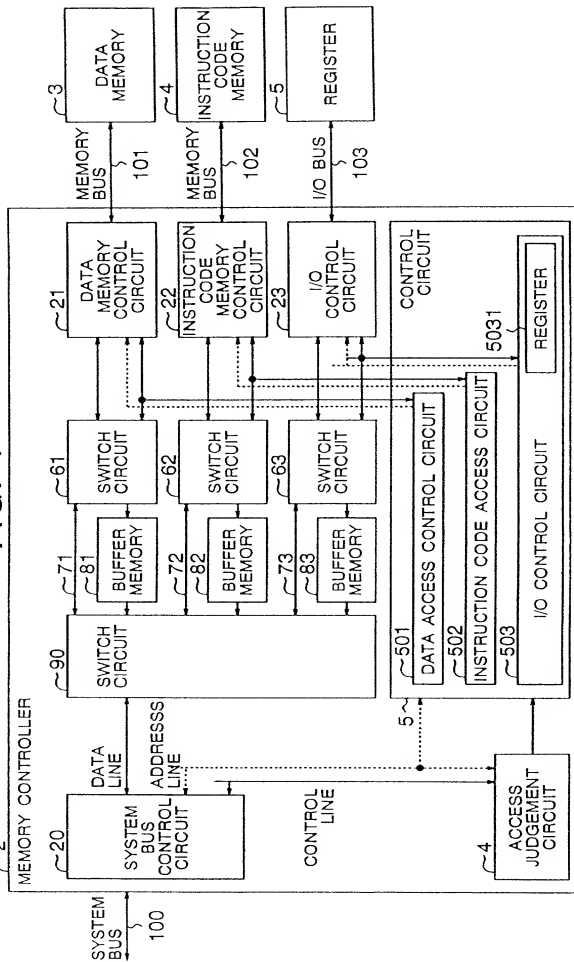 2
MEMORY CONTROLLER
SYSTEM
BUS
100
20
SYSTEM
BUS
CONTROL
CIRCUIT
DATA
LINE
ADDRESSS
LINE
CONTROL
LINE
4
ACCESS
JUDGEMENT
CIRCUIT
90
SWITCH
CIRCUIT
71
81
BUFFER
MEMORY
72
82
BUFFER
MEMORY
73
83
BUFFER
MEMORY
61
SWITCH
CIRCUIT
62
SWITCH
CIRCUIT
63
SWITCH
CIRCUIT
21
DATA
MEMORY
CONTROL
CIRCUIT
22
INSTRUCTION
CODE
MEMORY
CONTROL
CIRCUIT
23
I/O
CONTROL
CIRCUIT
5
CONTROL
CIRCUIT
501
DATA ACCESS CONTROL CIRCUIT
502
INSTRUCTION CODE ACCESS CIRCUIT
503
I/O CONTROL CIRCUIT
5031
REGISTER
MEMORY
BUS
101
MEMORY
BUS
102
I/O BUS
103
3
DATA
MEMORY
4
INSTRUCTION
CODE
MEMORY
5
REGISTER